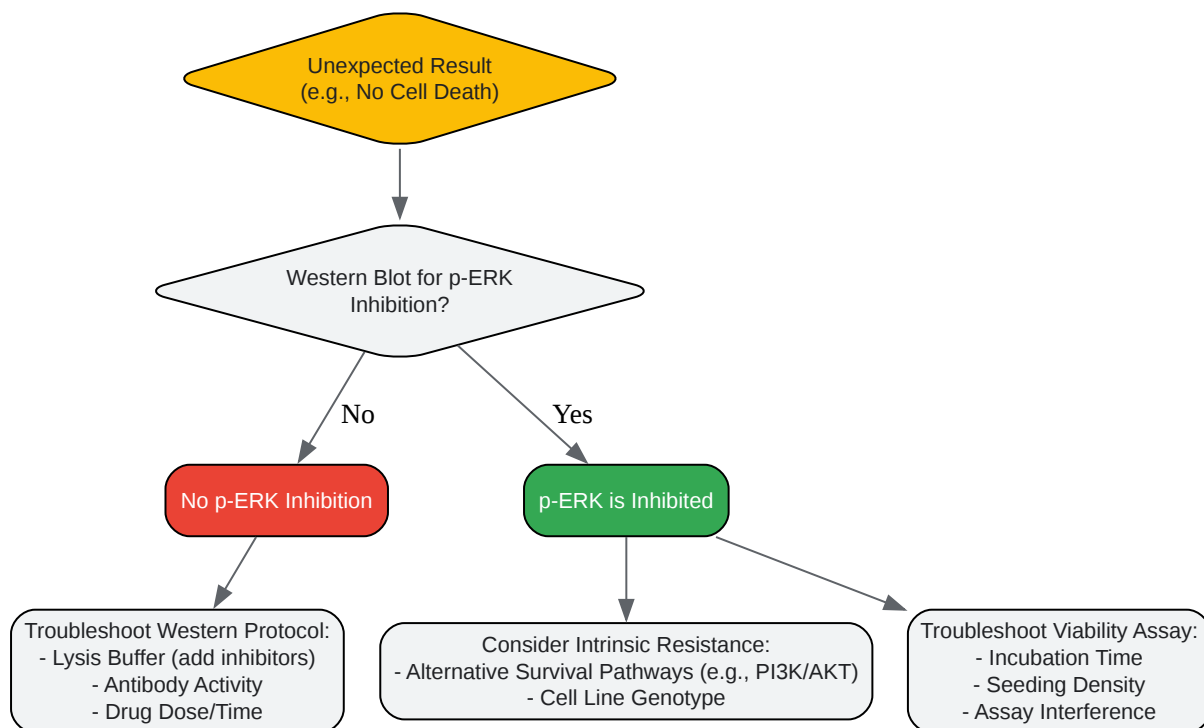 Unexpected Result
(e.g., No Cell Death)
Western Blot for p-ERK
Inhibition?
No
Yes
No p-ERK Inhibition
p-ERK is Inhibited
Troubleshoot Western Protocol:
- Lysis Buffer (add inhibitors)
- Antibody Activity
- Drug Dose/Time
Consider Intrinsic Resistance:
- Alternative Survival Pathways (e.g., PI3K/AKT)
- Cell Line Genotype
Troubleshoot Viability Assay:
- Incubation Time
- Seeding Density
- Assay Interference